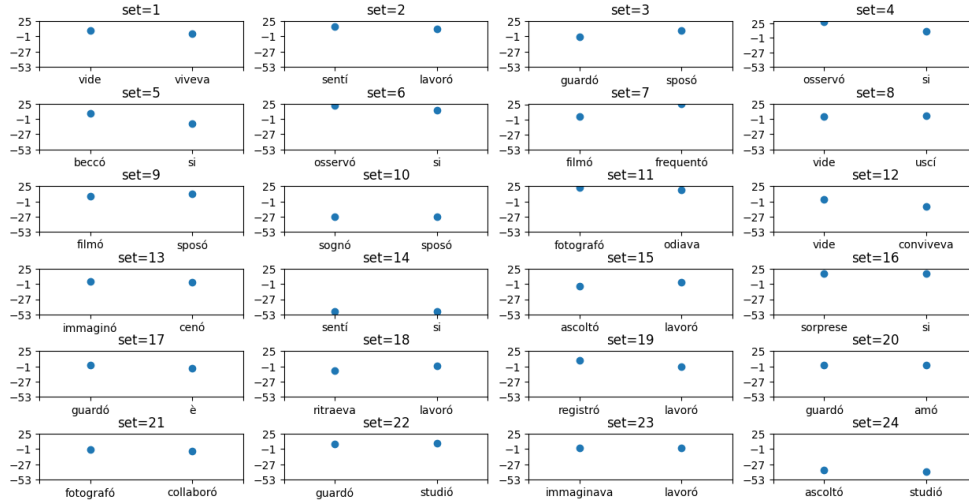 set=1 set=2 set=3 set=4
25 25 25 25
−1 −1 −1 −1
−27 −27 −27 −27
−53 −53 −53 −53
vide viveva sentí lavoró guardó sposó osservó si
set=5 set=6 set=7 set=8
25 25 25 25
−1 −1 −1 −1
−27 −27 −27 −27
−53 −53 −53 −53
beccó si osservó si filmó frequentó vide uscí
set=9 set=10 set=11 set=12
25 25 25 25
−1 −1 −1 −1
−27 −27 −27 −27
−53 −53 −53 −53
filmó sposó sognó sposó fotografó odiava vide conviveva
set=13 set=14 set=15 set=16
25 25 25 25
−1 −1 −1 −1
−27 −27 −27 −27
−53 −53 −53 −53
immaginó cenó sentí si ascoltó lavoró sorprese si
set=17 set=18 set=19 set=20
25 25 25 25
−1 −1 −1 −1
−27 −27 −27 −27
−53 −53 −53 −53
guardó è ritraeva lavoró registró lavoró guardó amó
set=21 set=22 set=23 set=24
25 25 25 25
−1 −1 −1 −1
−27 −27 −27 −27
−53 −53 −53 −53
fotografó collaboró guardó studió immaginava lavoró ascoltó studió